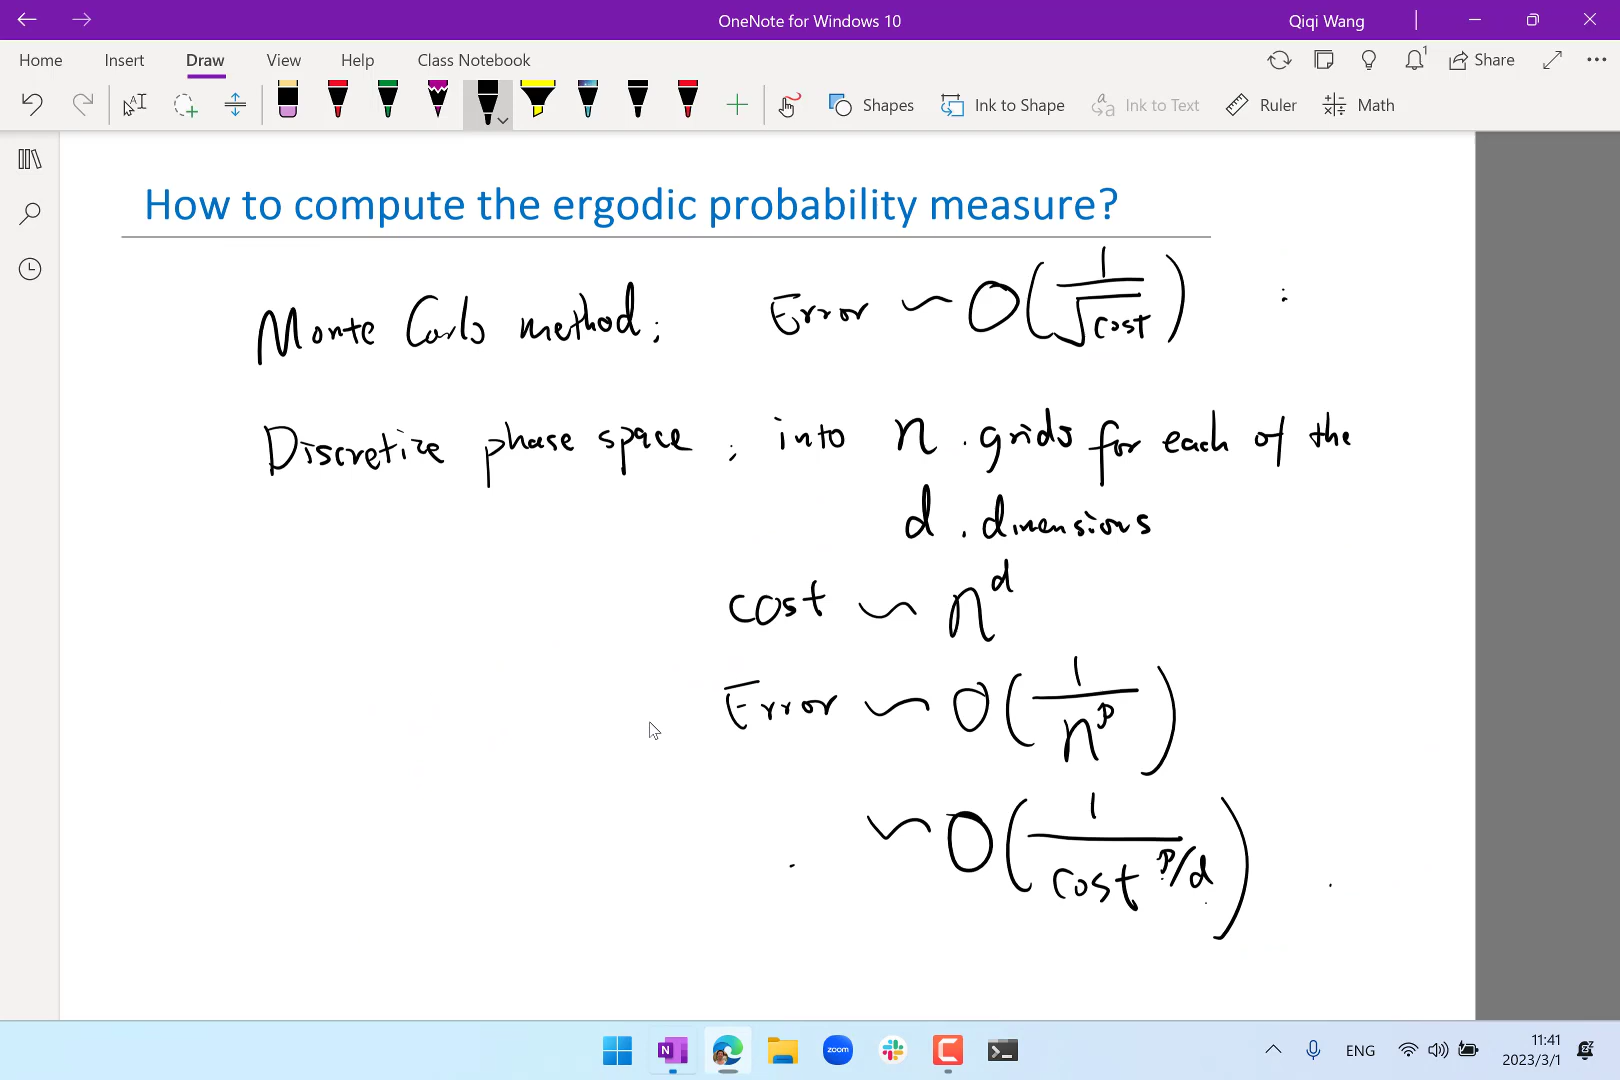 OneNote for Windows 10
Qiqi Wang
Home Insert Draw View Help Class Notebook
1
Share
Shapes Ink to Shape Ink to Text Ruler Math
How to compute the ergodic probability measure?
Monte Carlo method; Error ~ O(1/√cost)
Discretize phase space ; into n grids for each of the
d dimensions
cost ~ n^d
Error ~ O(1/n^p)
~ O(1/cost^p/d)
zoom
ENG
11:41
2023/3/1